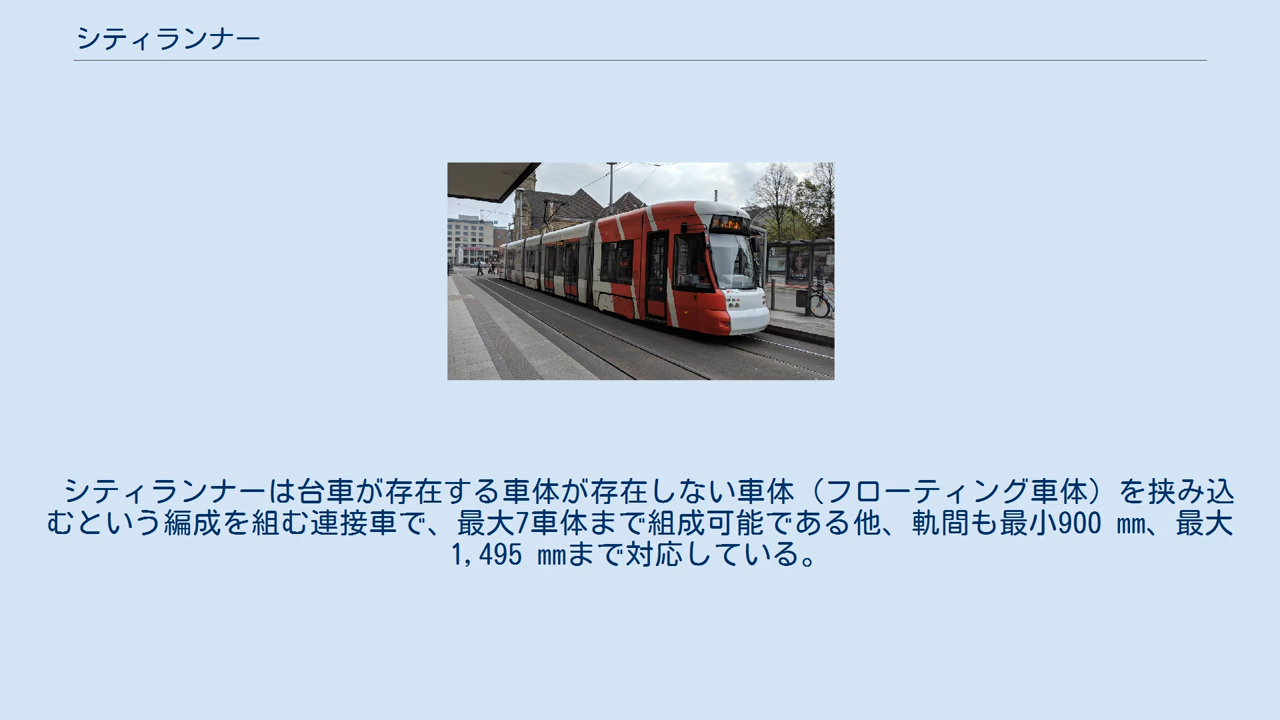 シティランナー
シティランナーは台車が存在する車体が存在しない車体（フローティング車体）を挟み込
むという編成を組む連接車で、最大7車体まで組成可能である他、軌間も最小900 mm、最大
1,495 mmまで対応している。